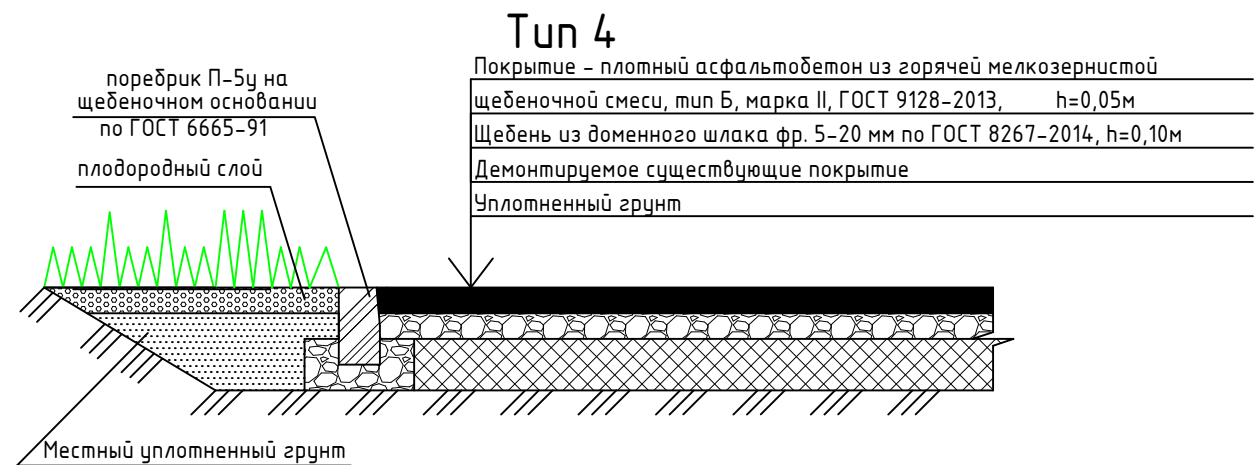 Тип 4
поребрик П-5у на
щебеночном основании
по ГОСТ 6665-91
плодородный слой
Покрытие - плотный асфальтобетон из горячей мелкозернистой
щебеночной смеси, тип Б, марка II, ГОСТ 9128-2013, h=0,05м
Щебень из доменного шлака фр. 5-20 мм по ГОСТ 8267-2014, h=0,10м
Демонтируемое существующие покрытие
Уплотненный грунт
Местный уплотненный грунт